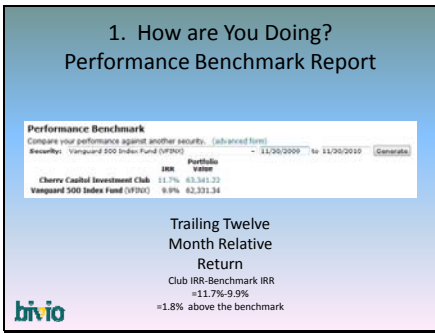 1. How are You Doing?
Performance Benchmark Report
Performance Benchmark
Compare your performance against another security. (advanced form)
Security: Vanguard 500 Index Fund (VFINX) - 11/30/2009 to 11/30/2010 Generate
Portfolio
IRR Value
Cherry Capitol Investment Club 11.7% 63,341.22
Vanguard 500 Index Fund (VFINX) 9.9% 62,331.34
Trailing Twelve
Month Relative
Return
Club IRR-Benchmark IRR
=11.7%-9.9%
=1.8% above the benchmark
bivio